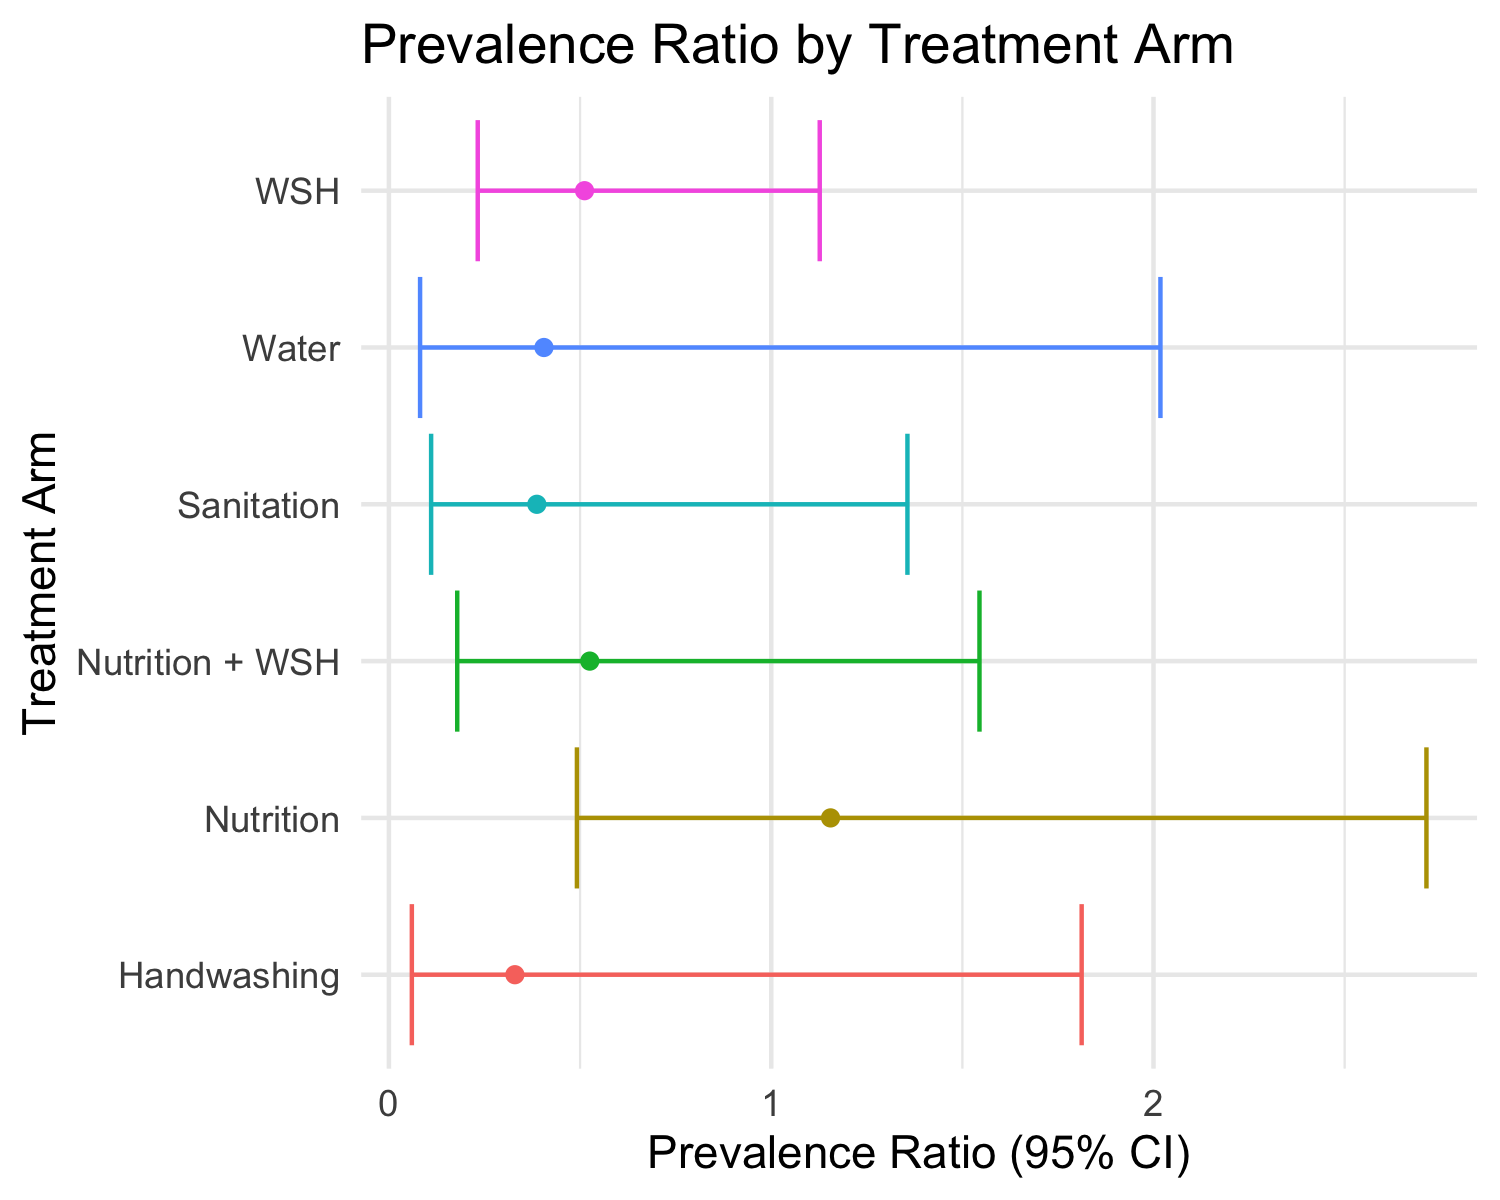 Prevalence Ratio by Treatment Arm
Treatment Arm
WSH
Water
Sanitation
Nutrition + WSH
Nutrition
Handwashing
0 1 2
Prevalence Ratio (95% CI)